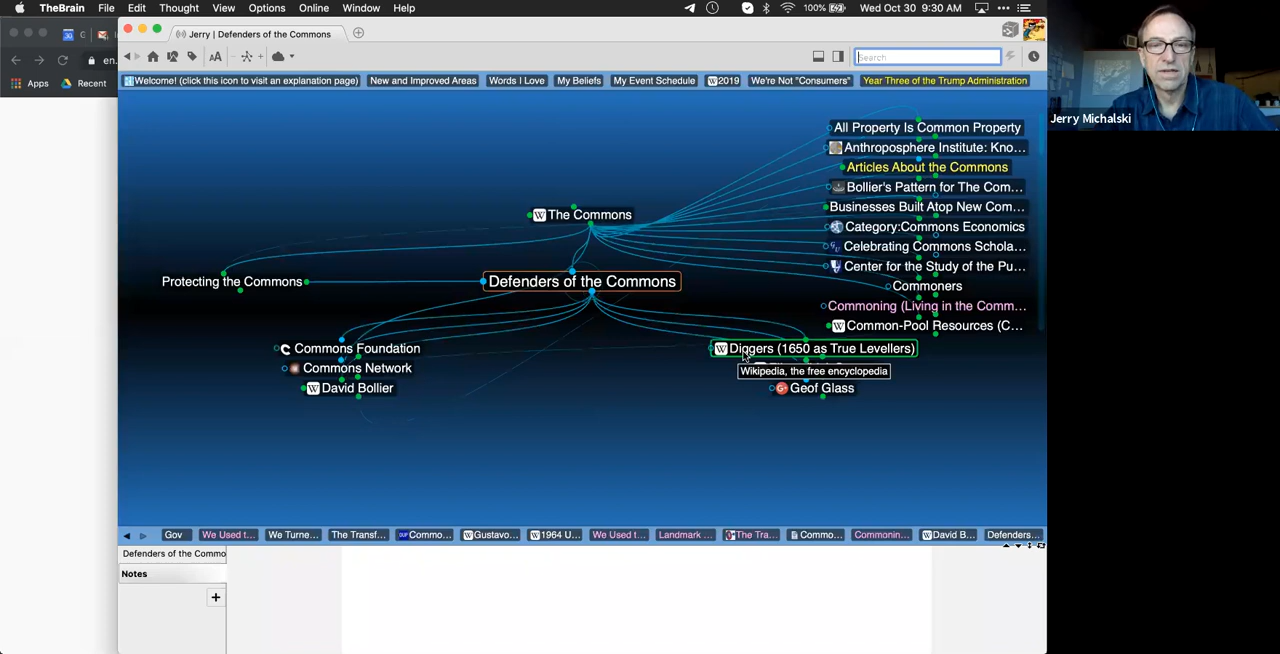 TheBrain File Edit Thought View Options Online Window Help 100% Wed Oct 30 9:30 AM
Jerry | Defenders of the Commons
AA Search
en.
Apps Recent
Welcome! (click this icon to visit an explanation page) New and Improved Areas Words I Love My Beliefs My Event Schedule W 2019 We're Not "Consumers" Year Three of the Trump Administration
Jerry Michalski
All Property Is Common Property
Anthroposphere Institute: Kno...
Articles About the Commons
Bollier's Pattern for The Com...
Businesses Built Atop New Com...
Category:Commons Economics
Celebrating Commons Schola...
Center for the Study of the Pu...
Commoners
Commoning (Living in the Comm...
W Common-Pool Resources (C...
W The Commons
Protecting the Commons
Defenders of the Commons
Commons Foundation
Commons Network
W David Bollier
W Diggers (1650 as True Levellers)
Wikipedia, the free encyclopedia
G+ Geof Glass
Gov We Used t... We Turne... The Transf... Commo... W Gustavo... W 1964 U... We Used t... Landmark ... The Tra... Commo... Commonin... W David B... Defenders...
Defenders of the Commo
Notes
+